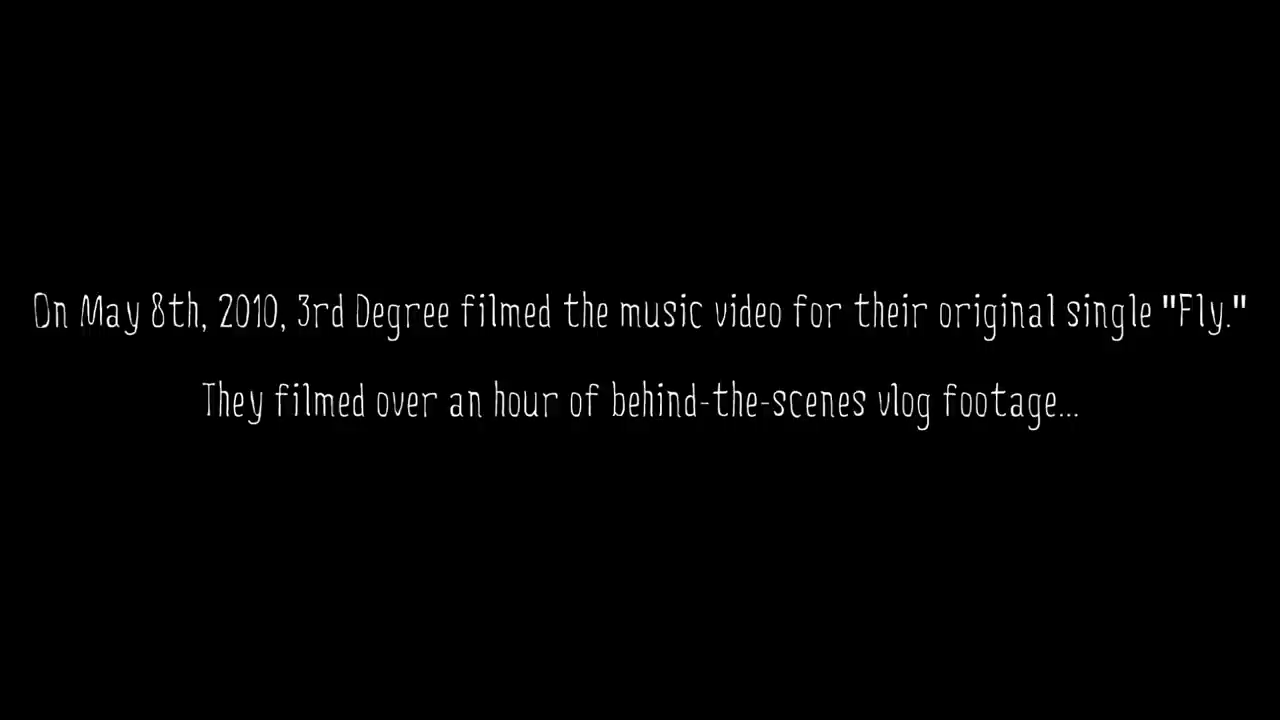 On May 8th, 2010, 3rd Degree filmed the music video for their original single "Fly."
They filmed over an hour of behind-the-scenes vlog footage...